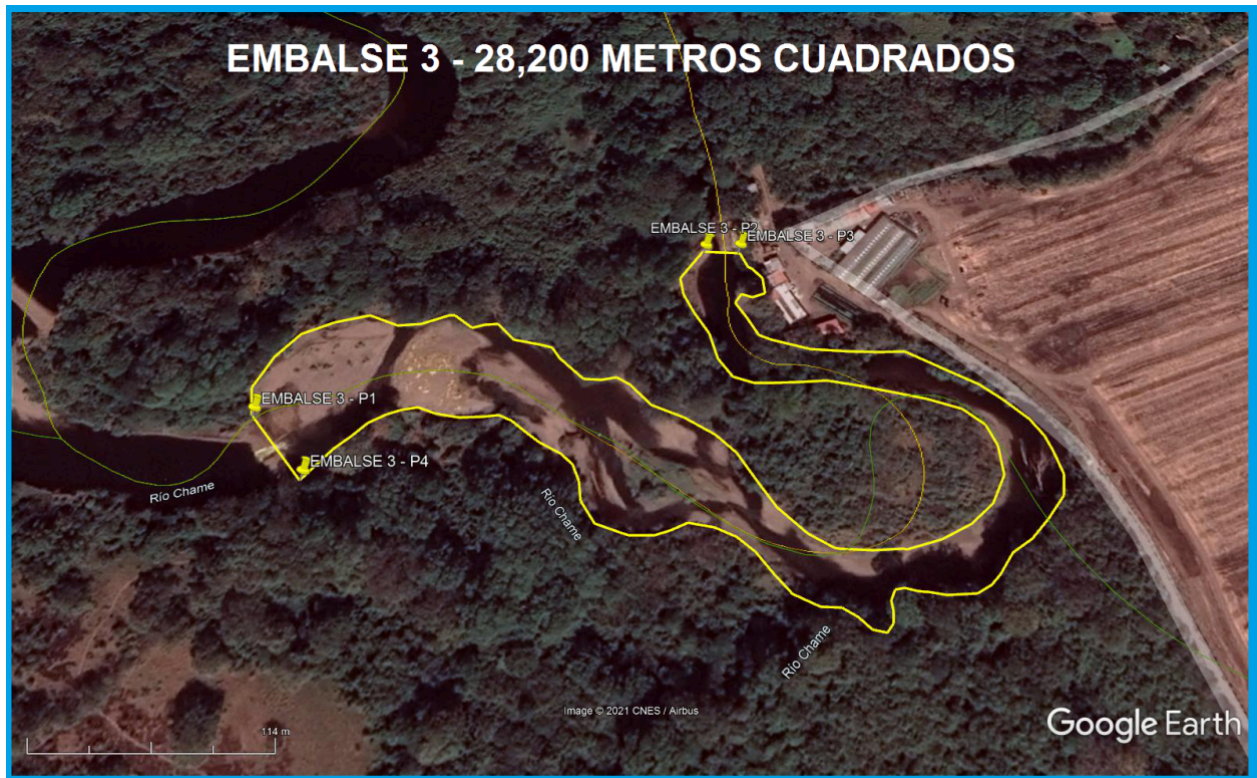 EMBALSE 3 - 28,200 METROS CUADRADOS
EMBALSE 3 - P2
EMBALSE 3 - P3
EMBALSE 3 - P1
EMBALSE 3 - P4
Río Chame
Río Chame
Río Chame
Image © 2021 CNES / Airbus
114 m
Google Earth